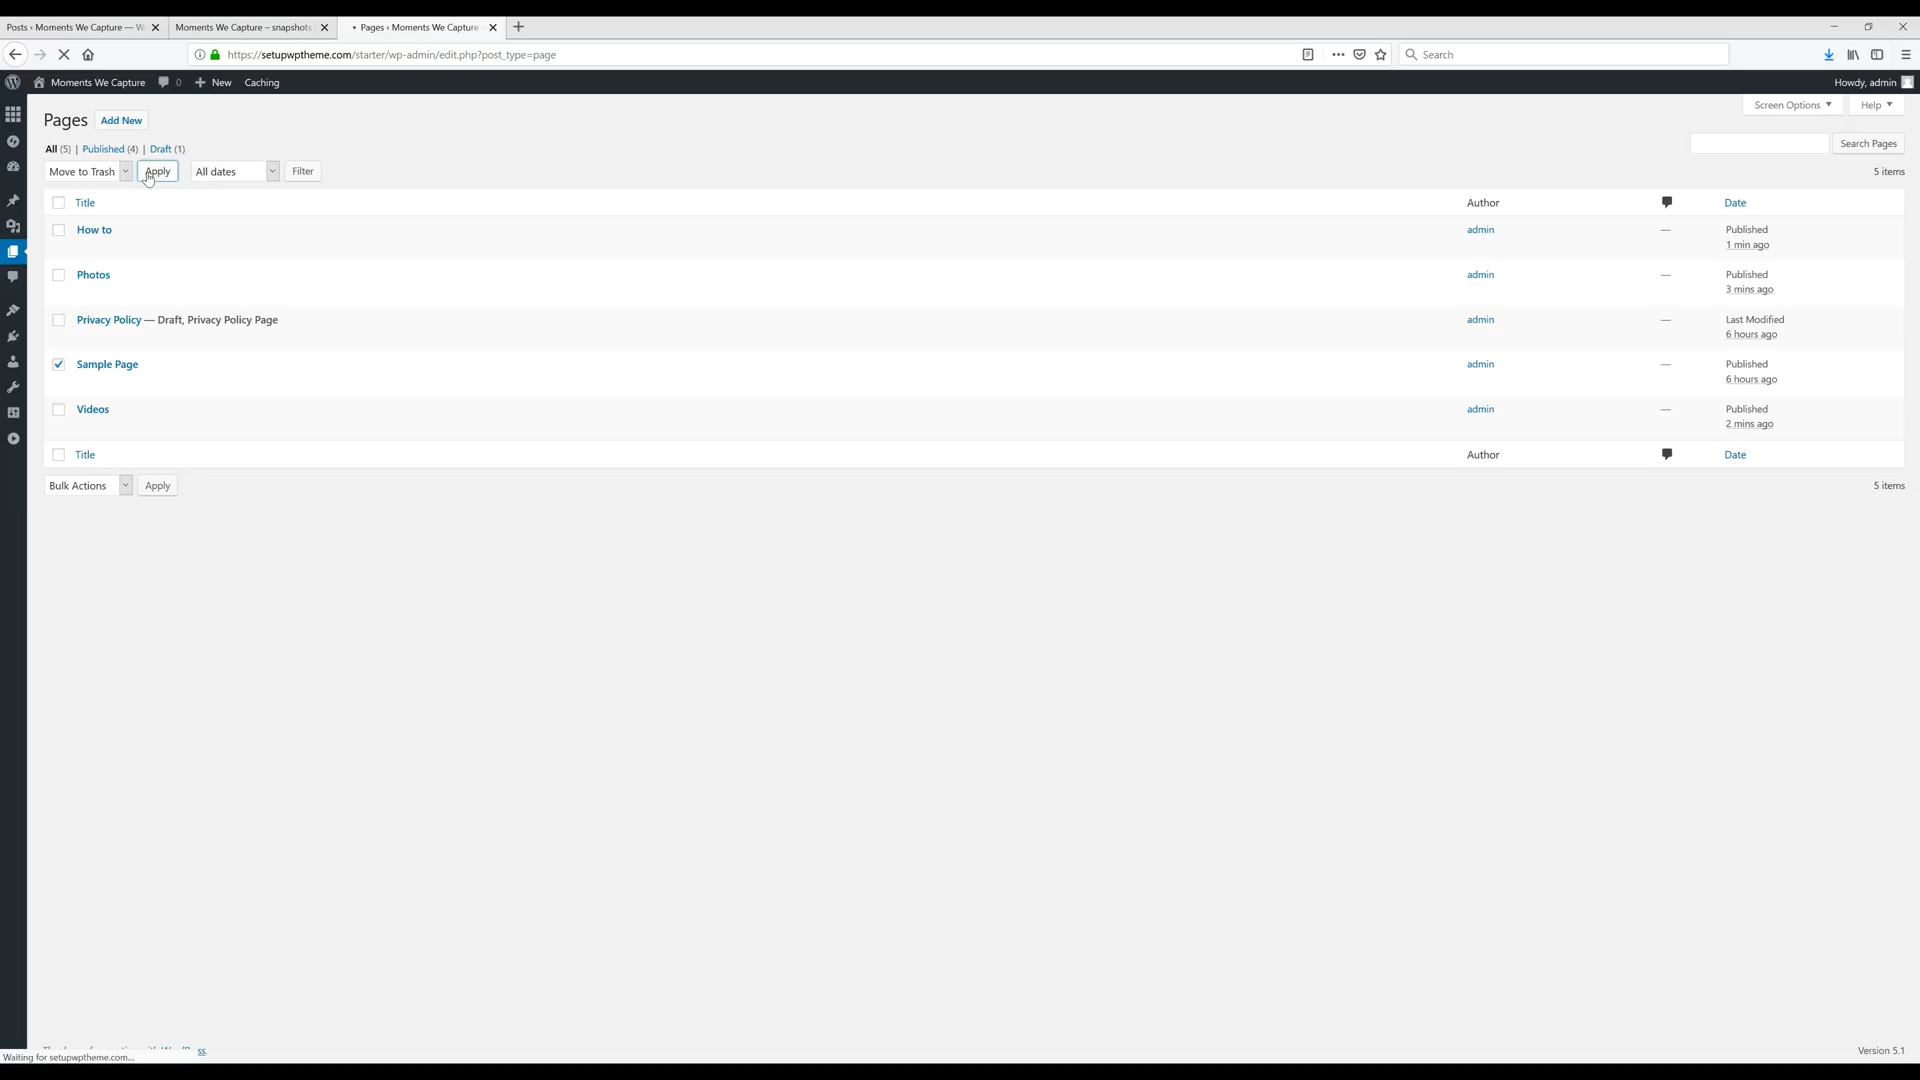 Posts ‹ Moments We Capture — W
Moments We Capture – snapshots
Pages ‹ Moments We Capture
https://setupwptheme.com/starter/wp-admin/edit.php?post_type=page
Search
Moments We Capture
0
New
Caching
Howdy, admin
Pages
Add New
Screen Options
Help
All (5) | Published (4) | Draft (1)
Search Pages
Move to Trash
Apply
All dates
Filter
5 items
Title
Author
Date
How to
admin
—
Published
1 min ago
Photos
admin
—
Published
3 mins ago
Privacy Policy — Draft, Privacy Policy Page
admin
—
Last Modified
6 hours ago
Sample Page
admin
—
Published
6 hours ago
Videos
admin
—
Published
2 mins ago
Title
Author
Date
Bulk Actions
Apply
5 items
Waiting for setupwptheme.com...
Version 5.1